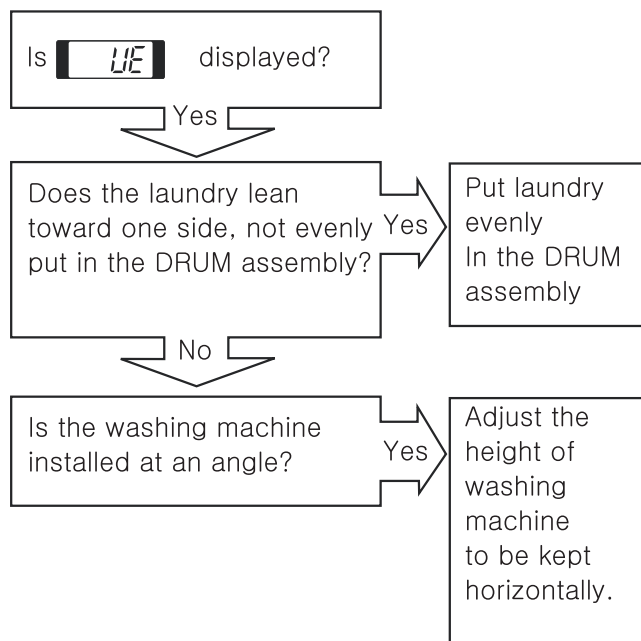 Is UE displayed?
Yes
Does the laundry lean
toward one side, not evenly
put in the DRUM assembly?
Yes
Put laundry
evenly
In the DRUM
assembly
No
Is the washing machine
installed at an angle?
Yes
Adjust the
height of
washing
machine
to be kept
horizontally.